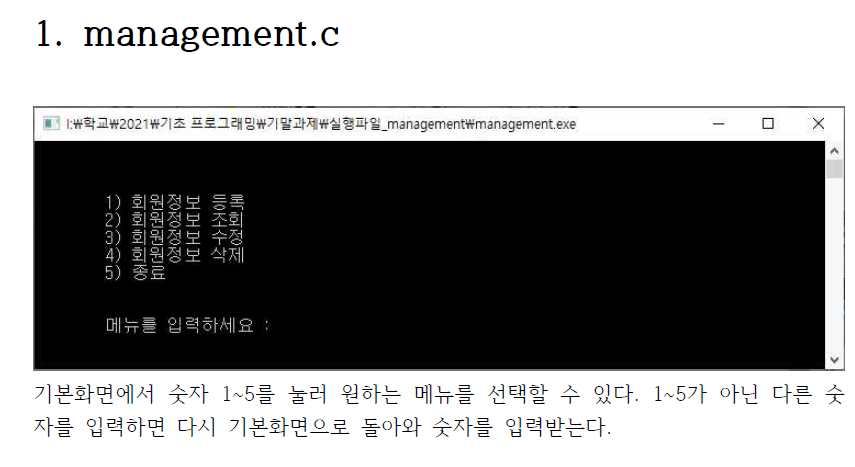 1. management.c
I:₩학교₩2021₩기초 프로그래밍₩기말과제₩실행파일_management₩management.exe
1) 회원정보 등록
2) 회원정보 조회
3) 회원정보 수정
4) 회원정보 삭제
5) 종료
메뉴를 입력하세요 :
기본화면에서 숫자 1~5를 눌러 원하는 메뉴를 선택할 수 있다. 1~5가 아닌 다른 숫
자를 입력하면 다시 기본화면으로 돌아와 숫자를 입력받는다.